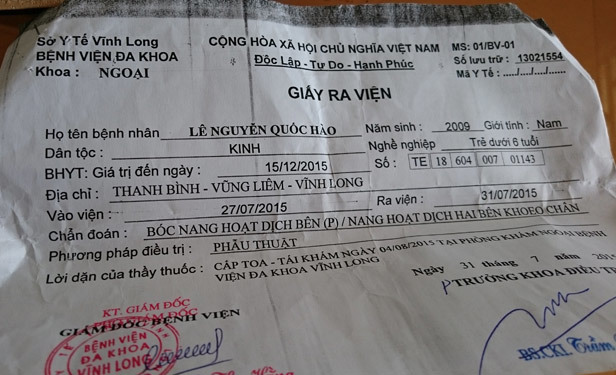 Sở Y Tế Vĩnh Long
BỆNH VIỆN ĐA KHOA
Khoa : NGOẠI
CỘNG HÒA XÃ HỘI CHỦ NGHĨA VIỆT NAM
Độc Lập - Tự Do - Hạnh Phúc
MS: 01/BV-01
Số lưu trữ : 13021554
Mã Y Tế : ..../..../....
GIẤY RA VIỆN
Họ tên bệnh nhân LÊ NGUYỄN QUỐC HÀO Năm sinh : 2009 Giới tính : Nam
Dân tộc : KINH Nghề nghiệp Trẻ dưới 6 tuổi
BHYT: Giá trị đến ngày : 15/12/2015 Số : TE 18 604 007 01143
Địa chỉ : THANH BÌNH - VŨNG LIÊM - VĨNH LONG
Vào viện : 27/07/2015 Ra viện : 31/07/2015
Chẩn đoán : BÓC NANG HOẠT DỊCH BÊN (P) / NANG HOẠT DỊCH HAI BÊN KHOEO CHÂN
Phương pháp điều trị : PHẪU THUẬT
Lời dặn của thầy thuốc : CẤP TOA - TÁI KHÁM NGÀY 04/08/2015 TẠI PHÒNG KHÁM NGOẠI BỆNH
VIỆN ĐA KHOA VĨNH LONG
Ngày 31 tháng 7 năm 2015
KT. GIÁM ĐỐC
GIÁM ĐỐC BỆNH VIỆN
P TRƯỞNG KHOA ĐIỀU
BỆNH VIỆN
ĐA KHOA
VĨNH LONG
BS.CKI.